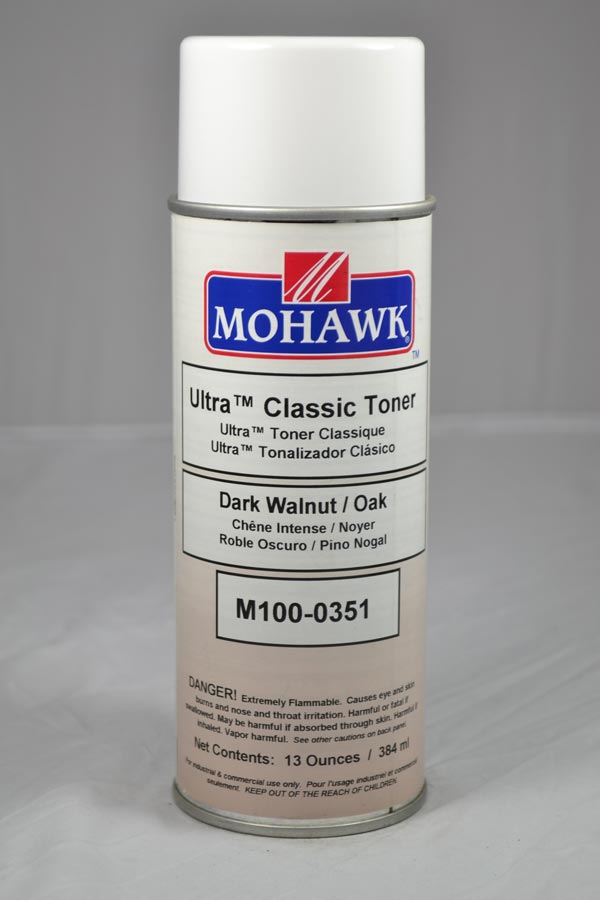 M
MOHAWK®
™
Ultra™ Classic Toner
Ultra™ Toner Classique
Ultra™ Tonalizador Clásico
Dark Walnut / Oak
Chêne Intense / Noyer
Roble Oscuro / Pino Nogal
M100-0351
DANGER! Extremely Flammable. Causes eye and skin
burns and nose and throat irritation. Harmful or fatal if
swallowed. May be harmful if absorbed through skin. Harmful if
inhaled. Vapor harmful. See other cautions on back panel.
Net Contents: 13 Ounces / 384 ml
For industrial & commercial use only. Pour l'usage industriel et commercial
seulement. KEEP OUT OF THE REACH OF CHILDREN.